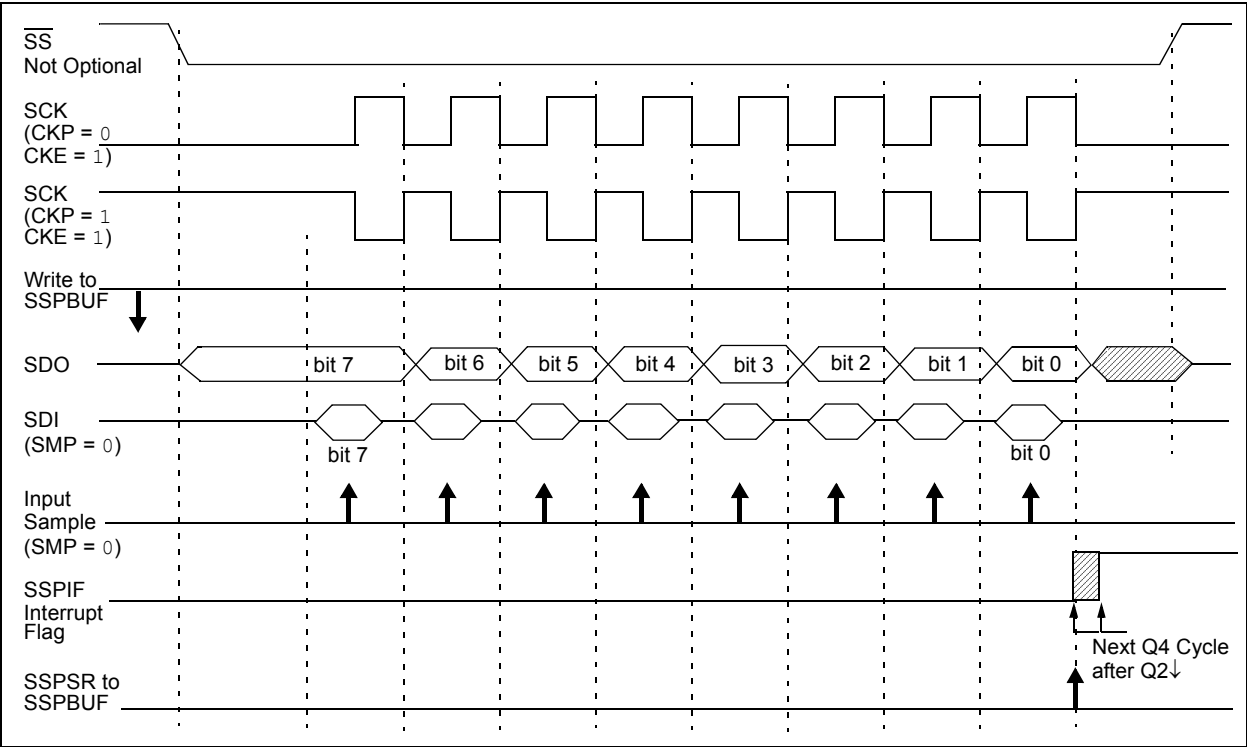 SS
Not Optional
SCK
(CKP = 0
CKE = 1)
SCK
(CKP = 1
CKE = 1)
Write to
SSPBUF
SDO
bit 7 bit 6 bit 5 bit 4 bit 3 bit 2 bit 1 bit 0
SDI
(SMP = 0)
bit 7 bit 0
Input
Sample
(SMP = 0)
SSPIF
Interrupt
Flag
Next Q4 Cycle
after Q2↓
SSPSR to
SSPBUF